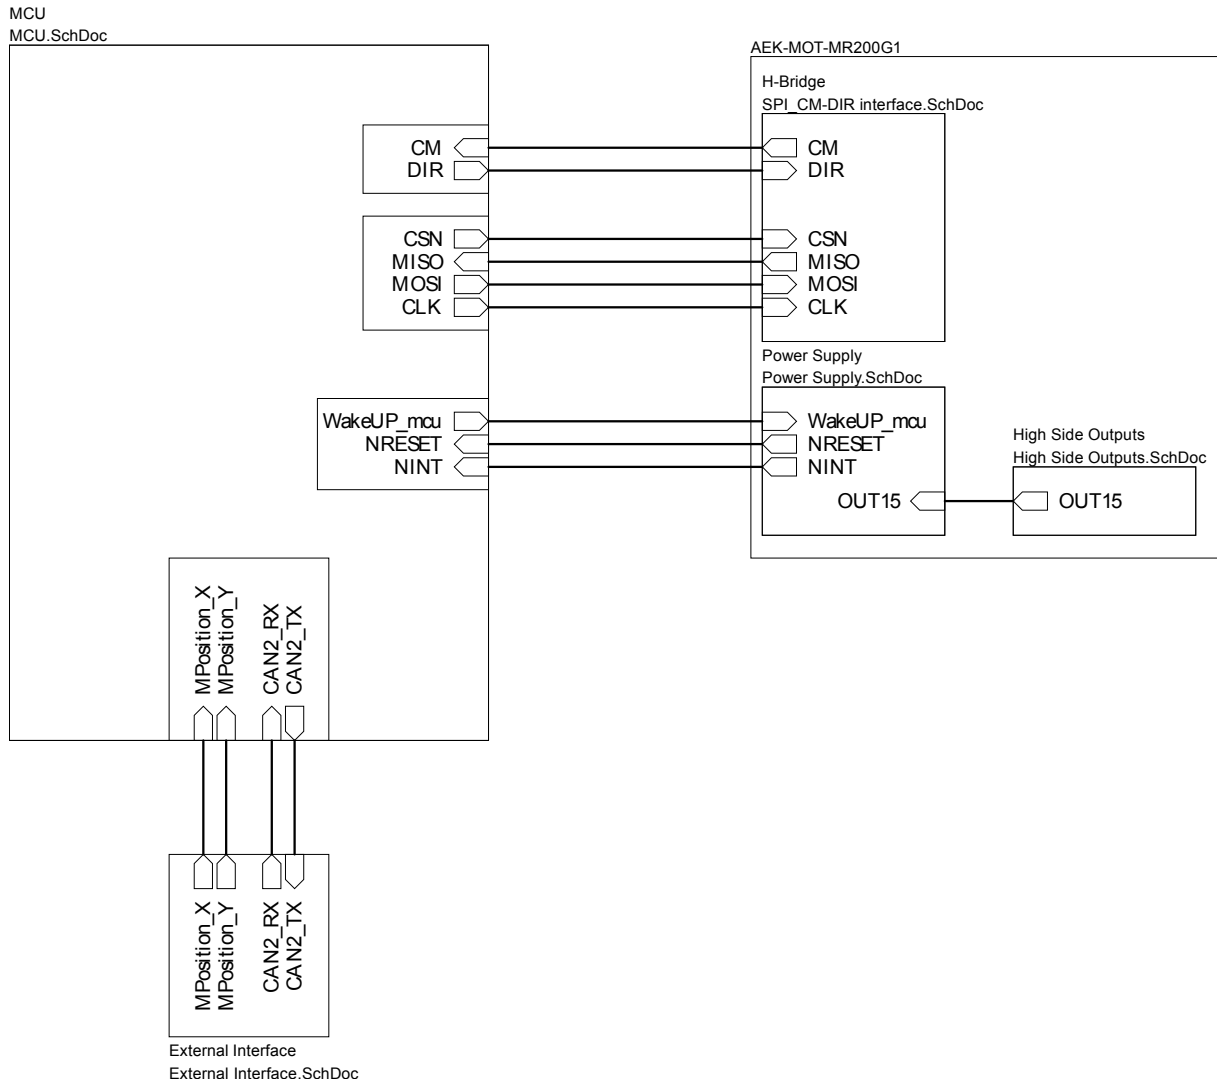 MCU
MCU.SchDoc
CM
DIR
CSN
MISO
MOSI
CLK
WakeUP_mcu
NRESET
NINT
MPosition_X
MPosition_Y
CAN2_RX
CAN2_TX
AEK-MOT-MR200G1
H-Bridge
SPI_CM-DIR interface.SchDoc
CM
DIR
CSN
MISO
MOSI
CLK
Power Supply
Power Supply.SchDoc
WakeUP_mcu
NRESET
NINT
OUT15
High Side Outputs
High Side Outputs.SchDoc
OUT15
MPosition_X
MPosition_Y
CAN2_RX
CAN2_TX
External Interface
External Interface.SchDoc